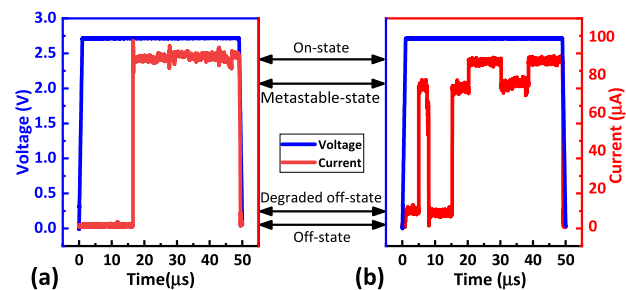 3.0
2.5
2.0
1.5
1.0
0.5
0.0
Voltage (V)
0 10 20 30 40 50
Time(μs)
(a)
On-state
Metastable-state
Voltage
Current
Degraded off-state
Off-state
0 10 20 30 40 50
Time (μs)
(b)
100
80
60
40
20
0
Current (μA)